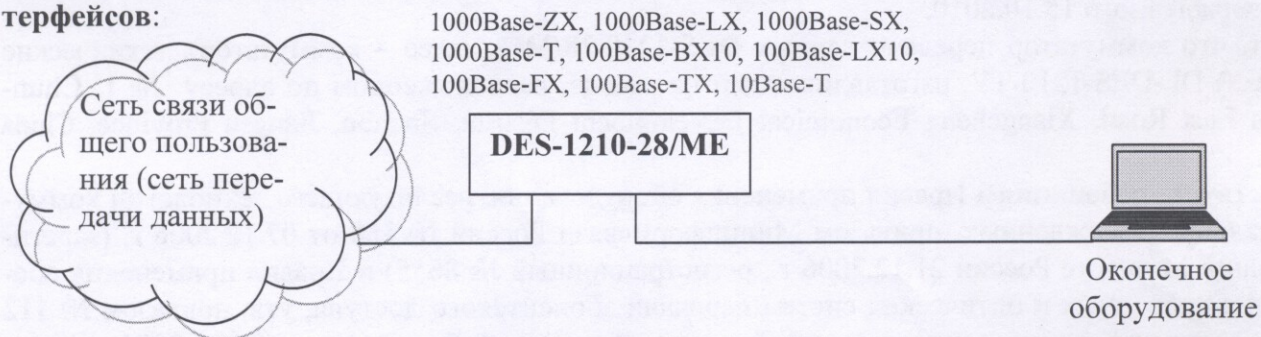 терфейсов:
1000Base-ZX, 1000Base-LX, 1000Base-SX,
1000Base-T, 100Base-BX10, 100Base-LX10,
100Base-FX, 100Base-TX, 10Base-T
Сеть связи об-
щего пользова-
ния (сеть пере-
дачи данных)
DES-1210-28/ME
Оконечное
оборудование